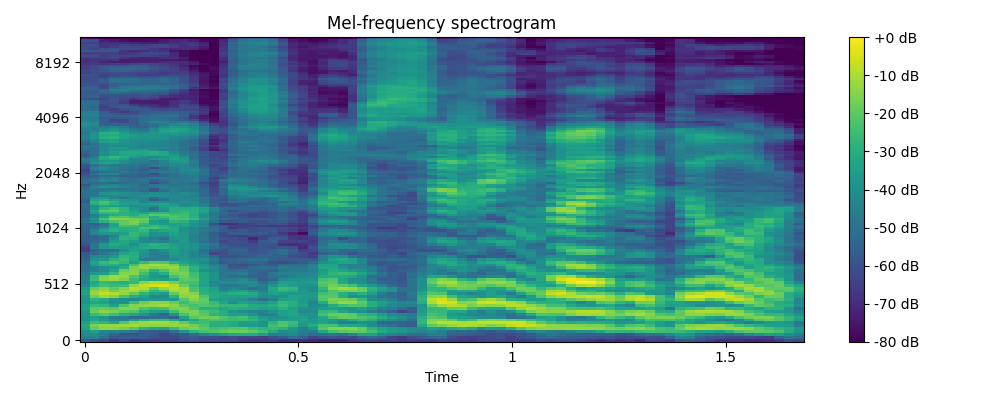 Mel-frequency spectrogram
8192
4096
2048
1024
512
0
Hz
0
0.5
1
1.5
Time
+0 dB
-10 dB
-20 dB
-30 dB
-40 dB
-50 dB
-60 dB
-70 dB
-80 dB